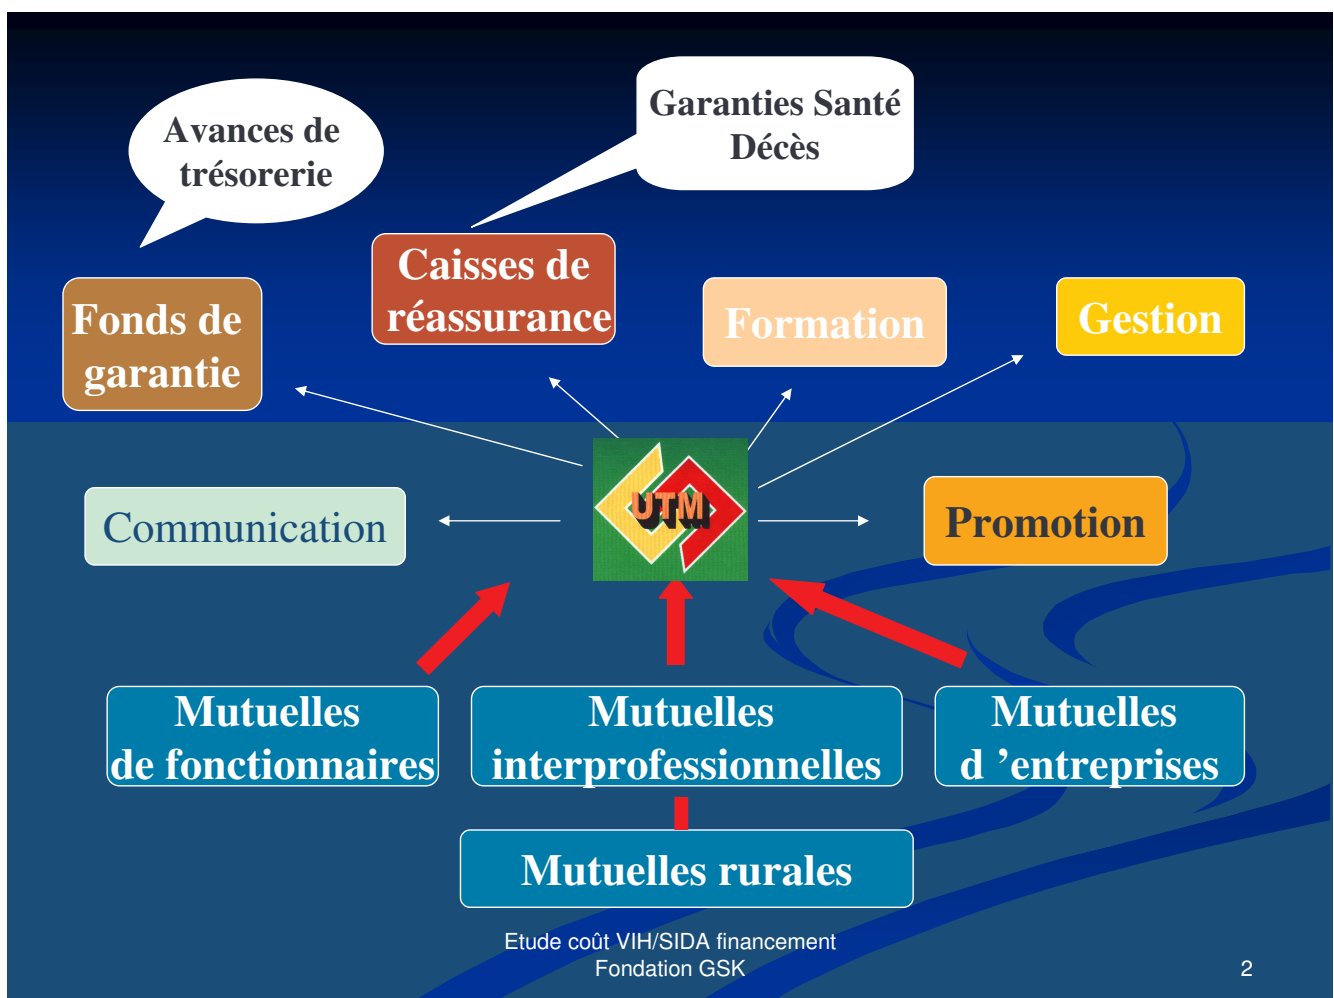 Avances de
trésorerie
Garanties Santé
Décès
Fonds de
garantie
Caisses de
réassurance
Formation
Gestion
Communication
UTM
Promotion
Mutuelles
de fonctionnaires
Mutuelles
interprofessionnelles
Mutuelles
d ’entreprises
Mutuelles rurales
Etude coût VIH/SIDA financement
Fondation GSK
2